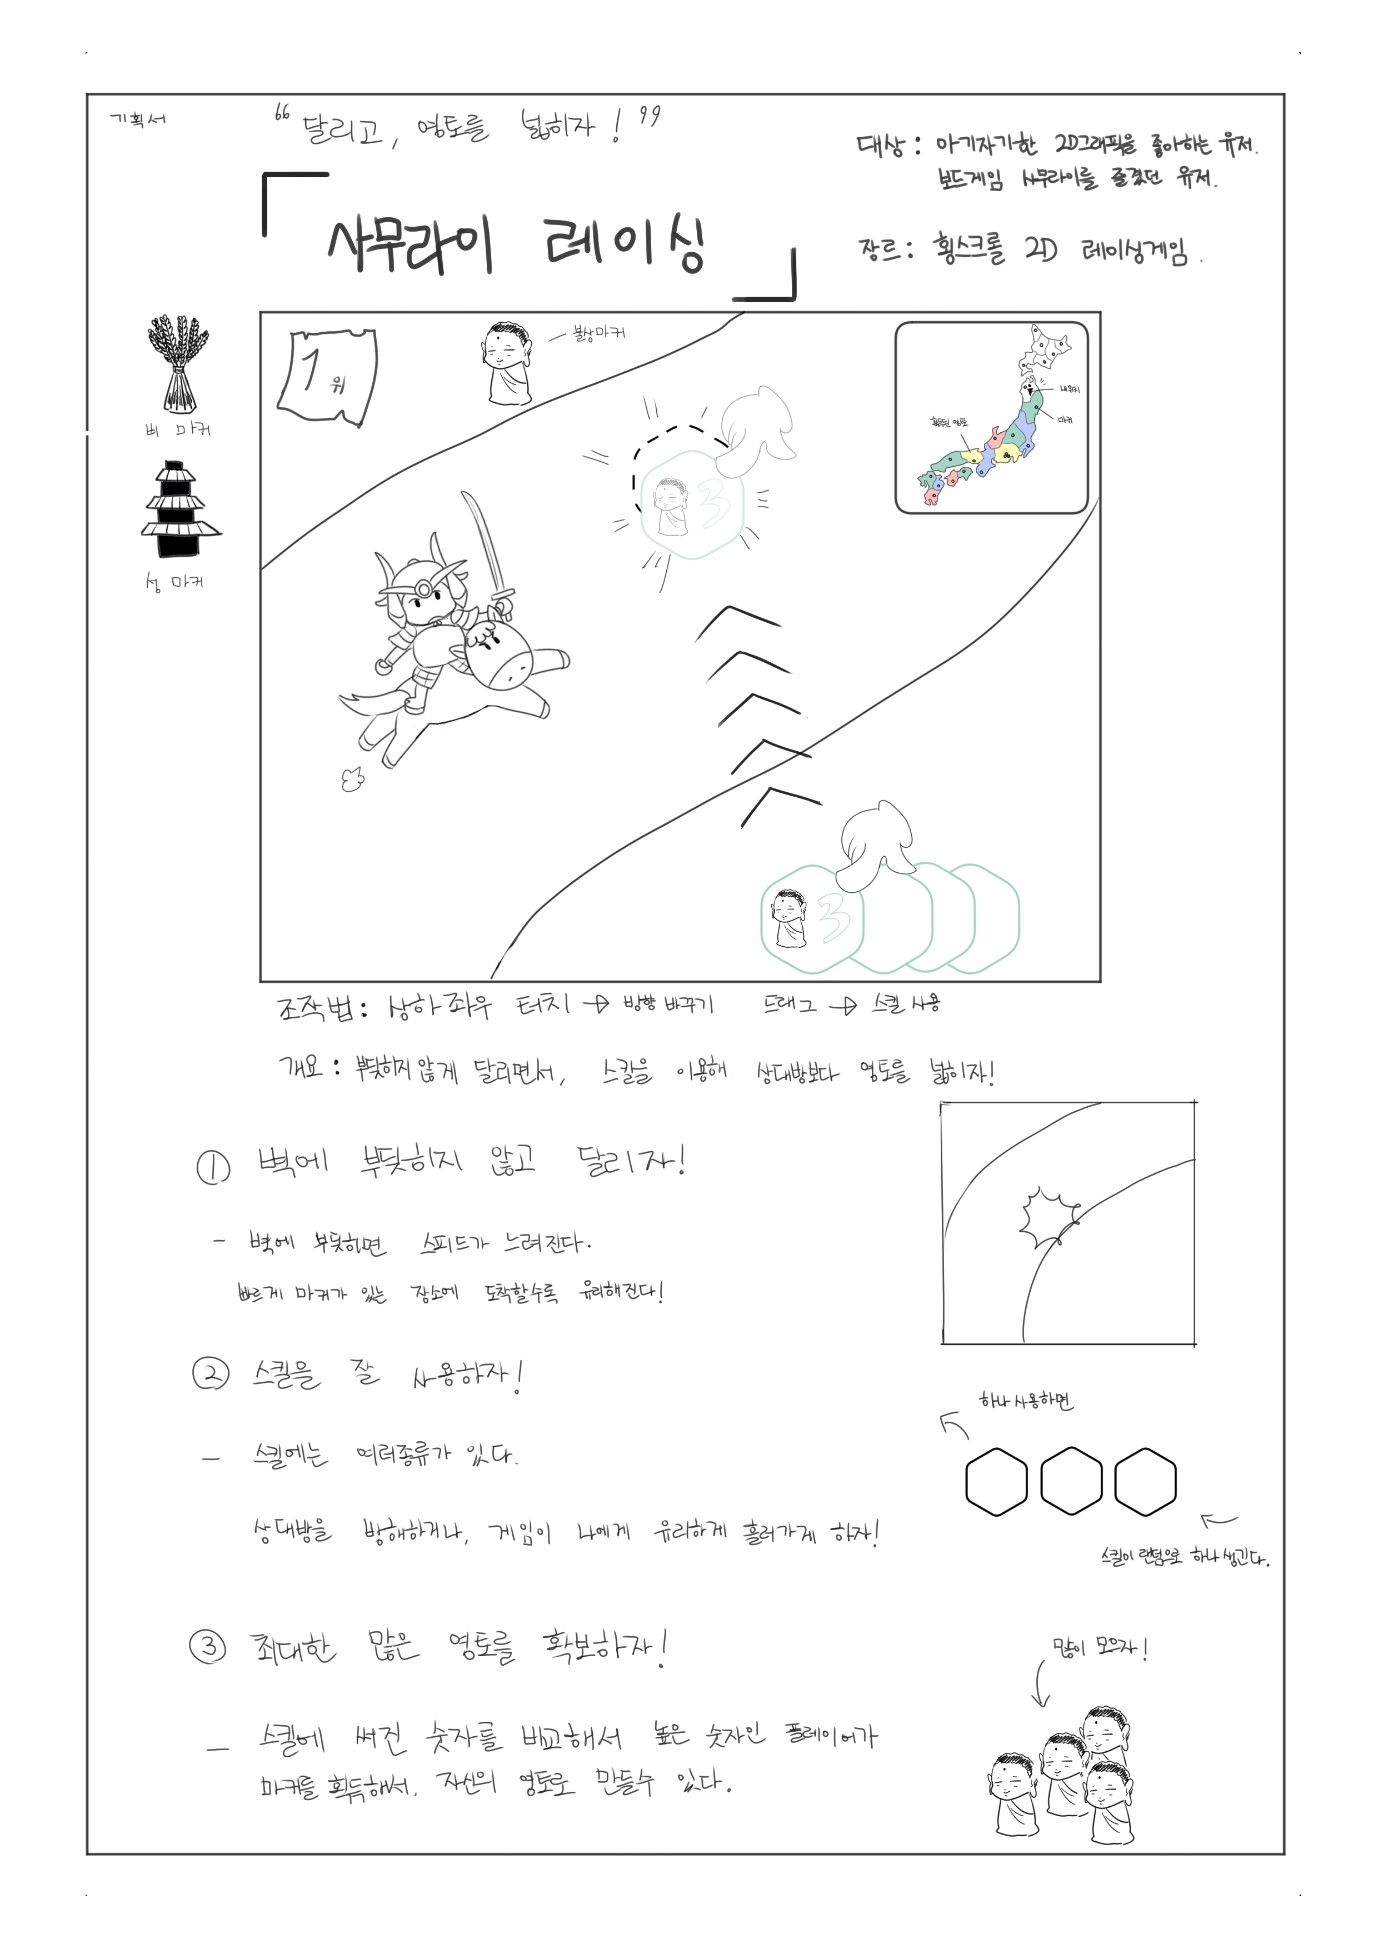 기획서
“달리고, 영토를 넓히자!”
대상: 아기자기한 2D그래픽을 좋아하는 유저.
보드게임 사무라이를 즐겼던 유저.
「사무라이 레이싱」
장르: 횡스크롤 2D 레이싱게임.
벼 마커
성 마커
1위
불상마커
내 위치
마커
획득한 영토
3
3
조작법: 상하좌우 터치 → 방향 바꾸기 드래그 → 스킬 사용
개요: 부딪히지 않게 달리면서, 스킬을 이용해 상대방보다 영토를 넓히자!
① 벽에 부딪히지 않고 달리자!
- 벽에 부딪히면 스피드가 느려진다.
빠르게 마커가 있는 장소에 도착할수록 유리해진다!
② 스킬을 잘 사용하자!
하나 사용하면
- 스킬에는 여러종류가 있다.
상대방을 방해하거나, 게임이 나에게 유리하게 흘러가게 하자!
스킬이 랜덤으로 하나 생긴다.
③ 최대한 많은 영토를 확보하자!
많이 모으자!
- 스킬에 써진 숫자를 비교해서 높은 숫자인 플레이어가
마커를 획득해서, 자신의 영토로 만들수 있다.